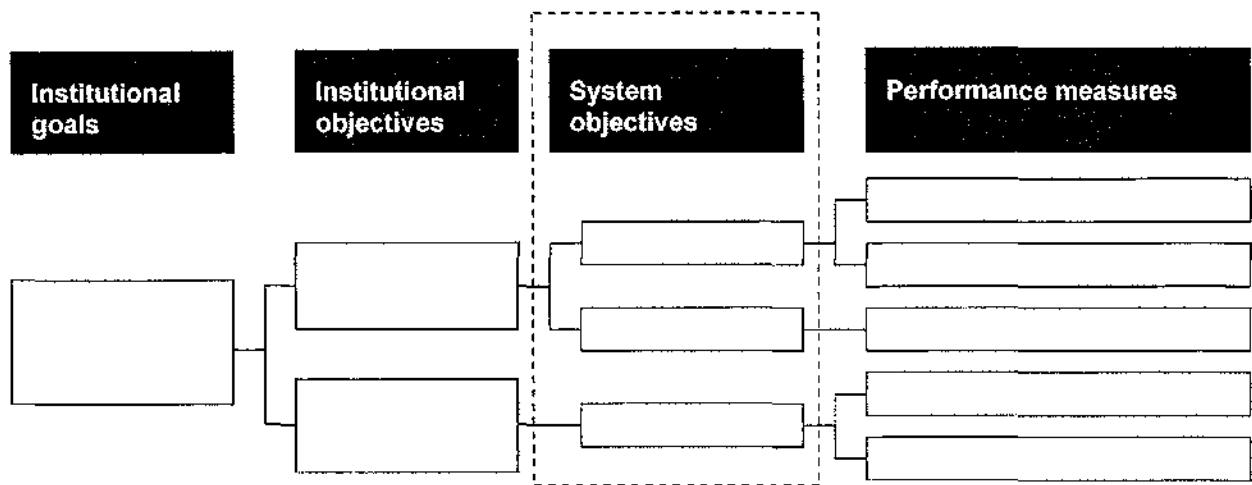 Institutional
goals
Institutional
objectives
System
objectives
Performance measures